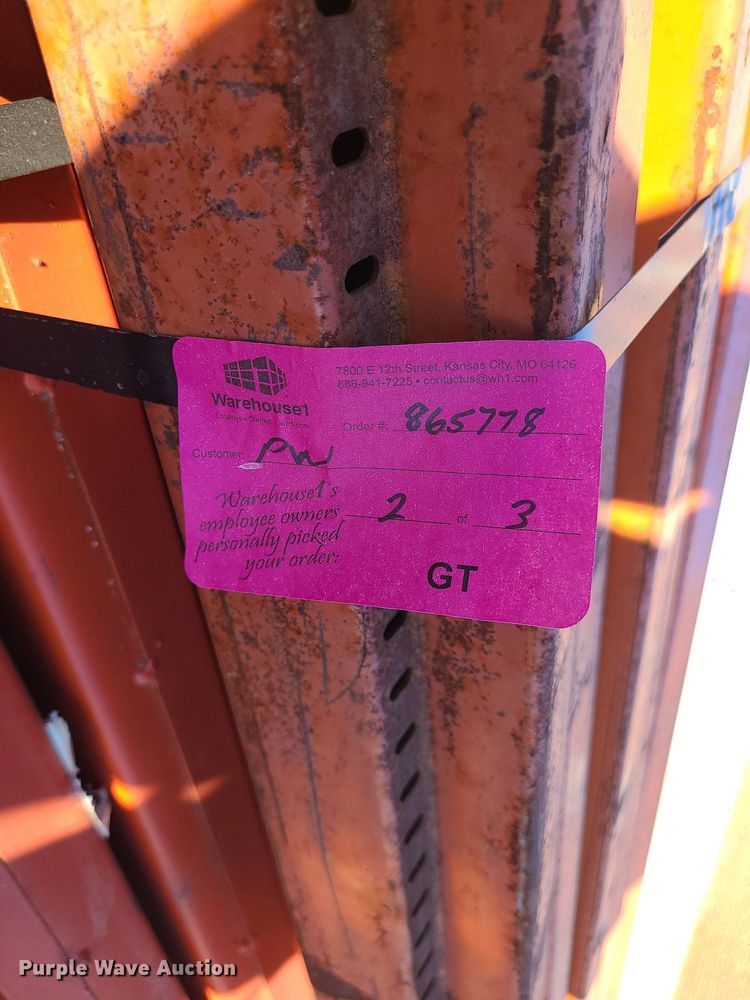 7800 E 12th Street, Kansas City, MO 64126
888-941-7225 • contactus@wh1.com
Warehouse1
Employee Owned wh1.com
Order #: 865778
Customer: PW
Warehouse1's
employee owners
personally picked
your order:
2 of 3
GT
Purple Wave Auction